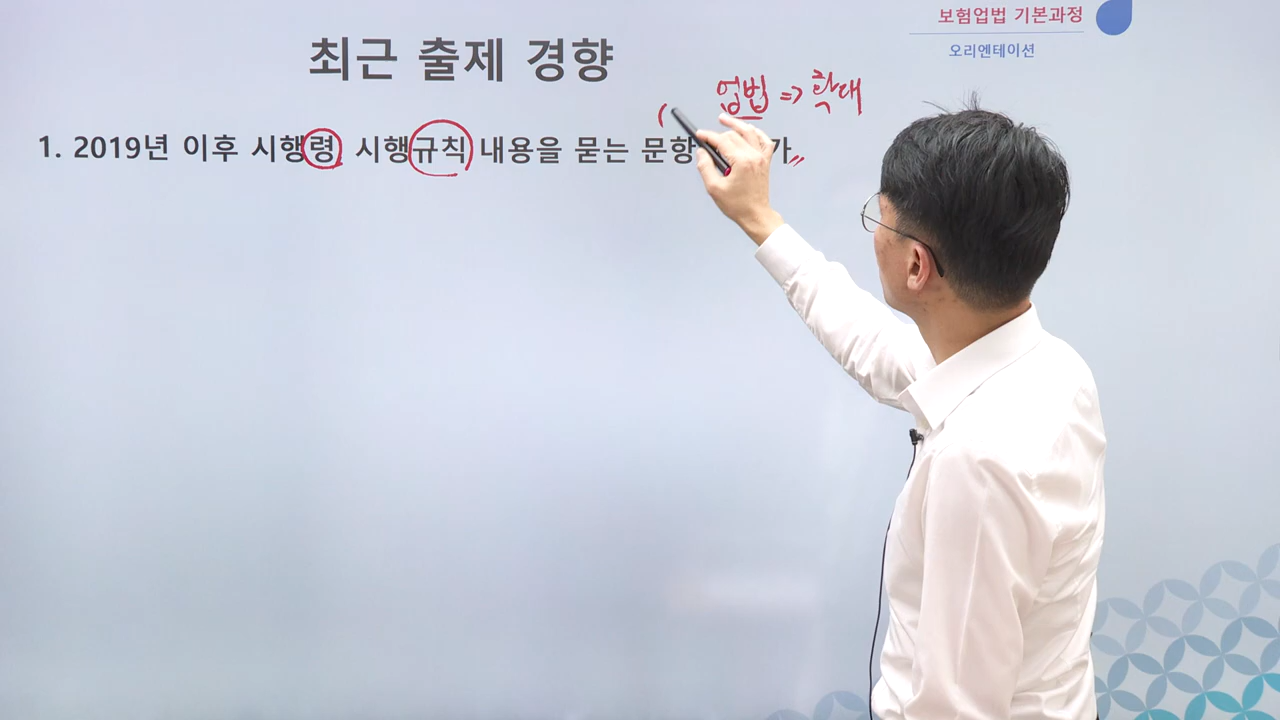 보험업법 기본과정
오리엔테이션
최근 출제 경향
업법 => 확대
1. 2019년 이후 시행령, 시행규칙 내용을 묻는 문항